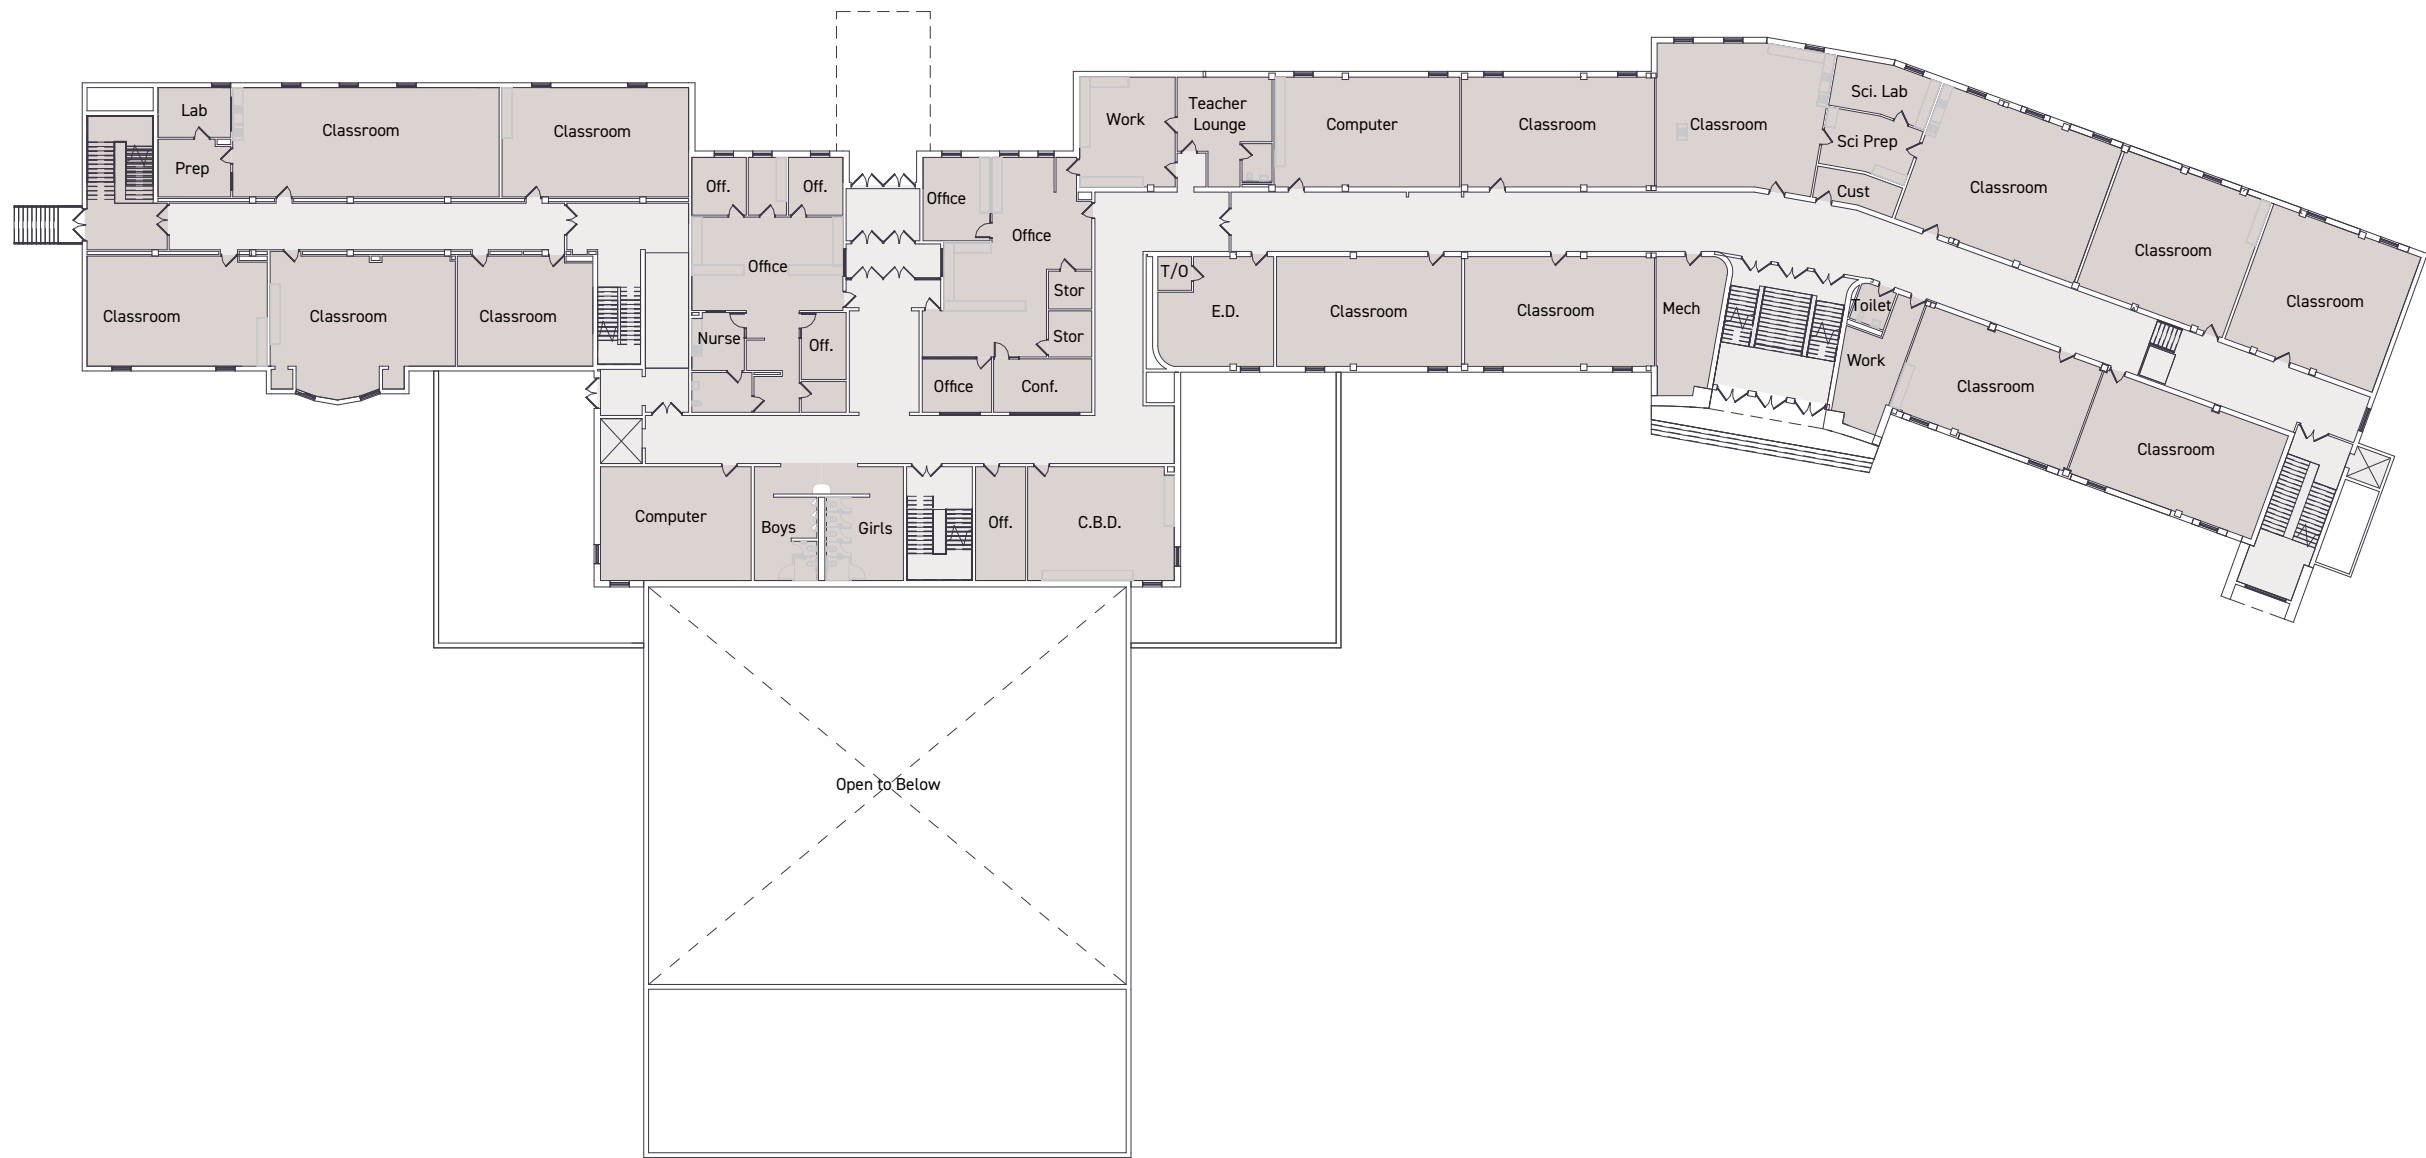 Lab
Classroom
Classroom
Prep
Classroom
Classroom
Classroom
Off.
Off.
Office
Nurse
Off.
Office
Office
Stor
Stor
Office
Conf.
Work
Teacher
Lounge
Computer
Classroom
Classroom
Sci. Lab
Sci Prep
Cust
Classroom
Classroom
Classroom
T/O
E.D.
Classroom
Classroom
Mech
Toilet
Work
Classroom
Classroom
Computer
Boys
Girls
Off.
C.B.D.
Open to Below